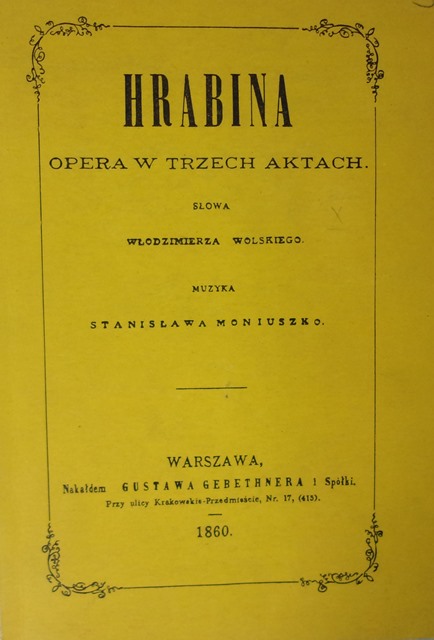 HRABINA
OPERA W TRZECH AKTACH.
SŁOWA
WŁODZIMIERZA WOLSKIEGO.
MUZYKA
STANISŁAWA MONIUSZKO.
WARSZAWA,
Nakałdem GUSTAWA GEBETHNERA i Spółki.
Przy ulicy Krakowskie-Przedmieście, Nr. 17, (415).
1860.